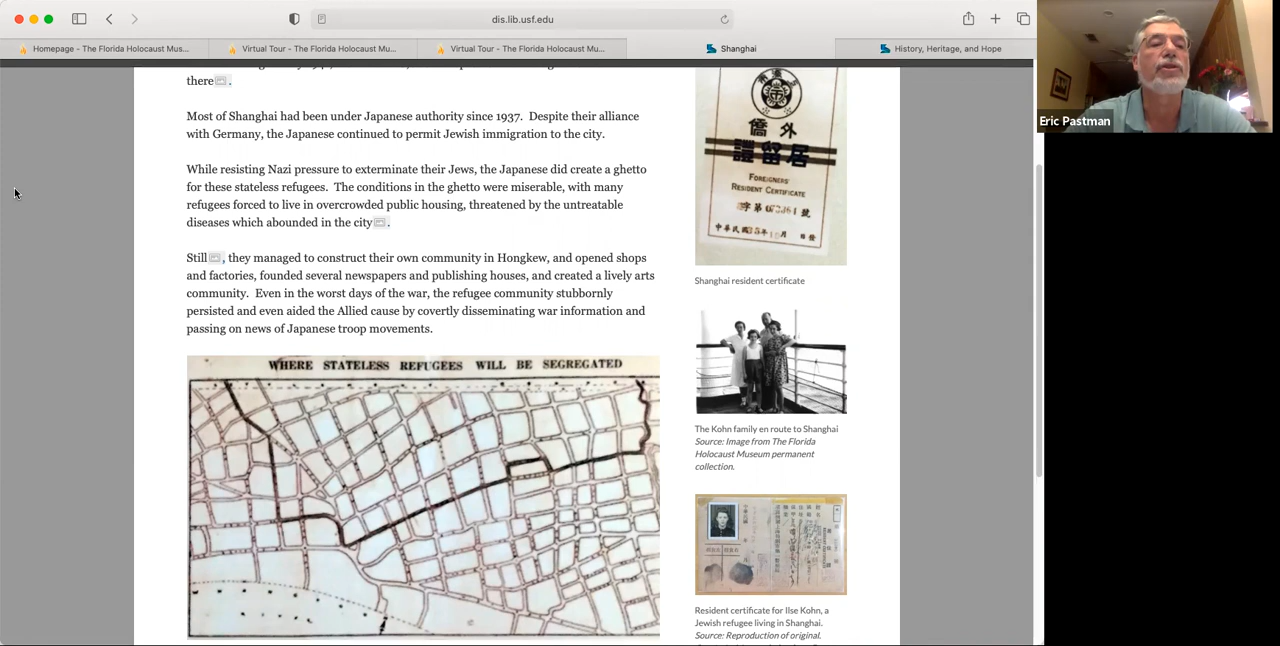 dis.lib.usf.edu
Homepage - The Florida Holocaust Mus...
Virtual Tour - The Florida Holocaust Mu...
Virtual Tour - The Florida Holocaust Mu...
Shanghai
History, Heritage, and Hope
Eric Pastman
there .
Most of Shanghai had been under Japanese authority since 1937. Despite their alliance
with Germany, the Japanese continued to permit Jewish immigration to the city.
While resisting Nazi pressure to exterminate their Jews, the Japanese did create a ghetto
for these stateless refugees. The conditions in the ghetto were miserable, with many
refugees forced to live in overcrowded public housing, threatened by the untreatable
diseases which abounded in the city .
Still , they managed to construct their own community in Hongkew, and opened shops
and factories, founded several newspapers and publishing houses, and created a lively arts
community. Even in the worst days of the war, the refugee community stubbornly
persisted and even aided the Allied cause by covertly disseminating war information and
passing on news of Japanese troop movements.
WHERE STATELESS REFUGEES WILL BE SEGREGATED
僑外
證留居
FOREIGNERS'
RESIDENT CERTIFICATE
Shanghai resident certificate
The Kohn family en route to Shanghai
Source: Image from The Florida
Holocaust Museum permanent
collection.
Resident certificate for Ilse Kohn, a
Jewish refugee living in Shanghai.
Source: Reproduction of original.